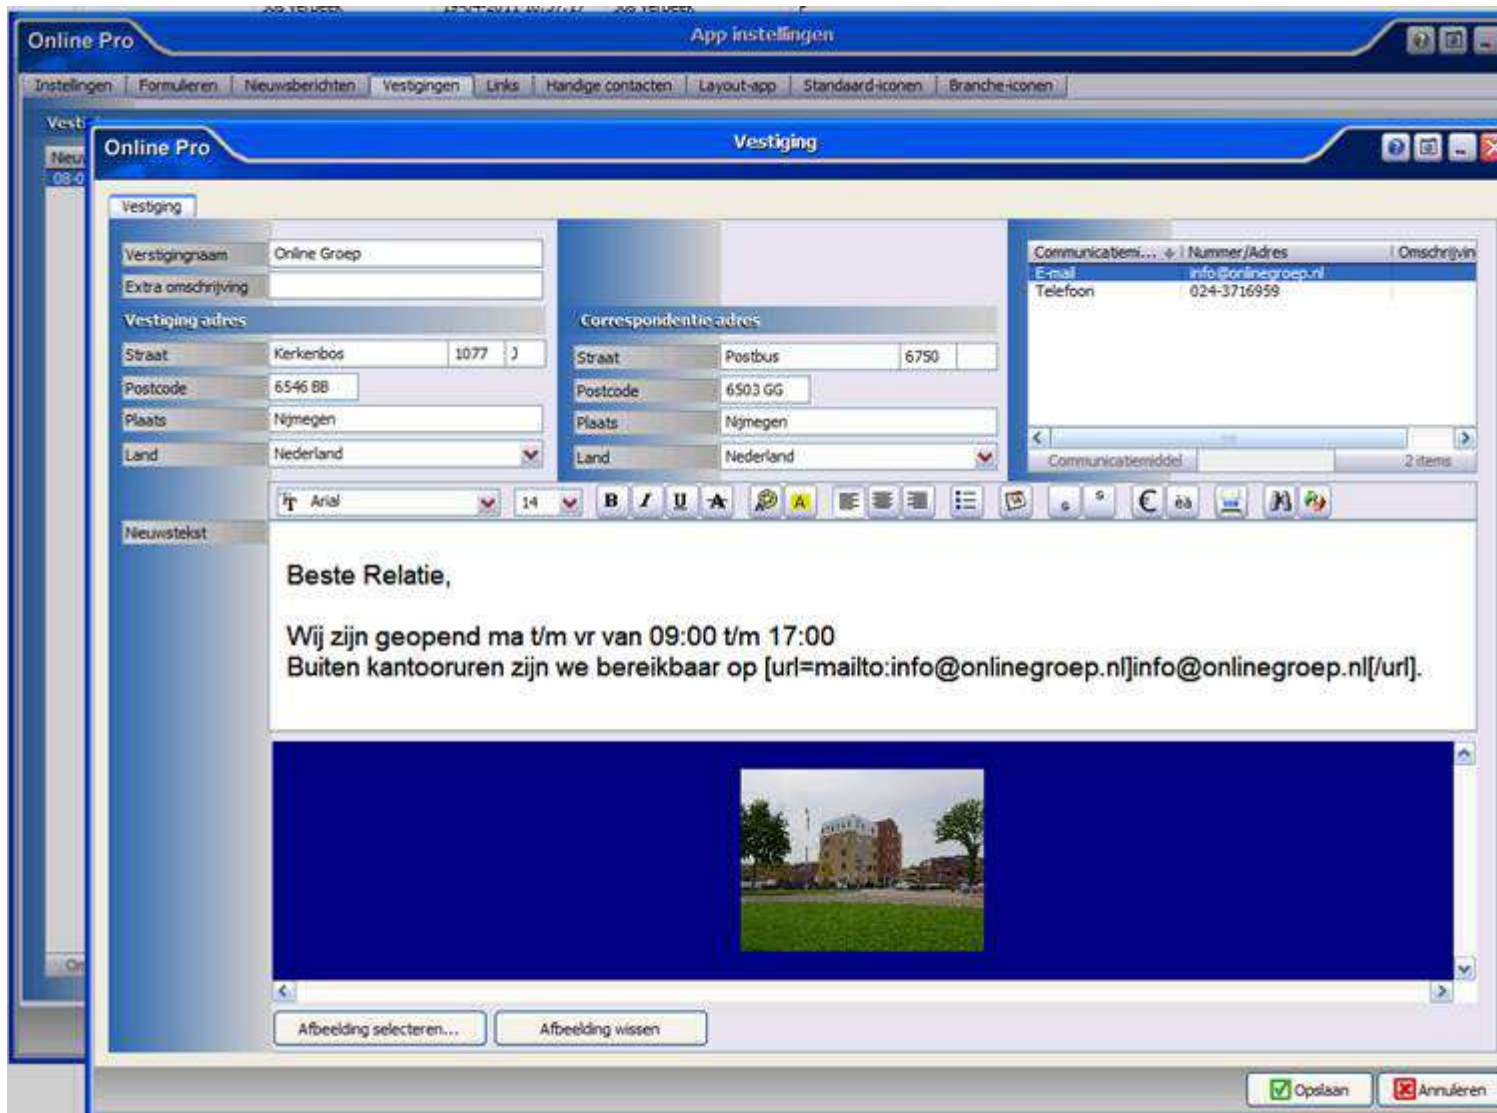 Online Pro
App instellingen
Instellingen Formulieren Nieuwsberichten Vestigingen Links Handige contacten Layout-app Standaard-iconen Branche-iconen
Online Pro
Vestiging
Vestiging
Verstigingnaam Online Groep
Extra omschrijving
Communicatiemi... Nummer/Adres Omschrijvin
E-mail info@onlinegroep.nl
Telefoon 024-3716959
Vestiging adres Correspondentie adres
Straat Kerkenbos 1077 J Straat Postbus 6750
Postcode 6546 BB Postcode 6503 GG
Plaats Nijmegen Plaats Nijmegen
Land Nederland Land Nederland
Communicatiemiddel 2 items
Arial 14 B I U A A € èà
Nieuwstekst
Beste Relatie,
Wij zijn geopend ma t/m vr van 09:00 t/m 17:00
Buiten kantooruren zijn we bereikbaar op [url=mailto:info@onlinegroep.nl]info@onlinegroep.nl[/url].
Afbeelding selecteren... Afbeelding wissen
Opslaan Annuleren